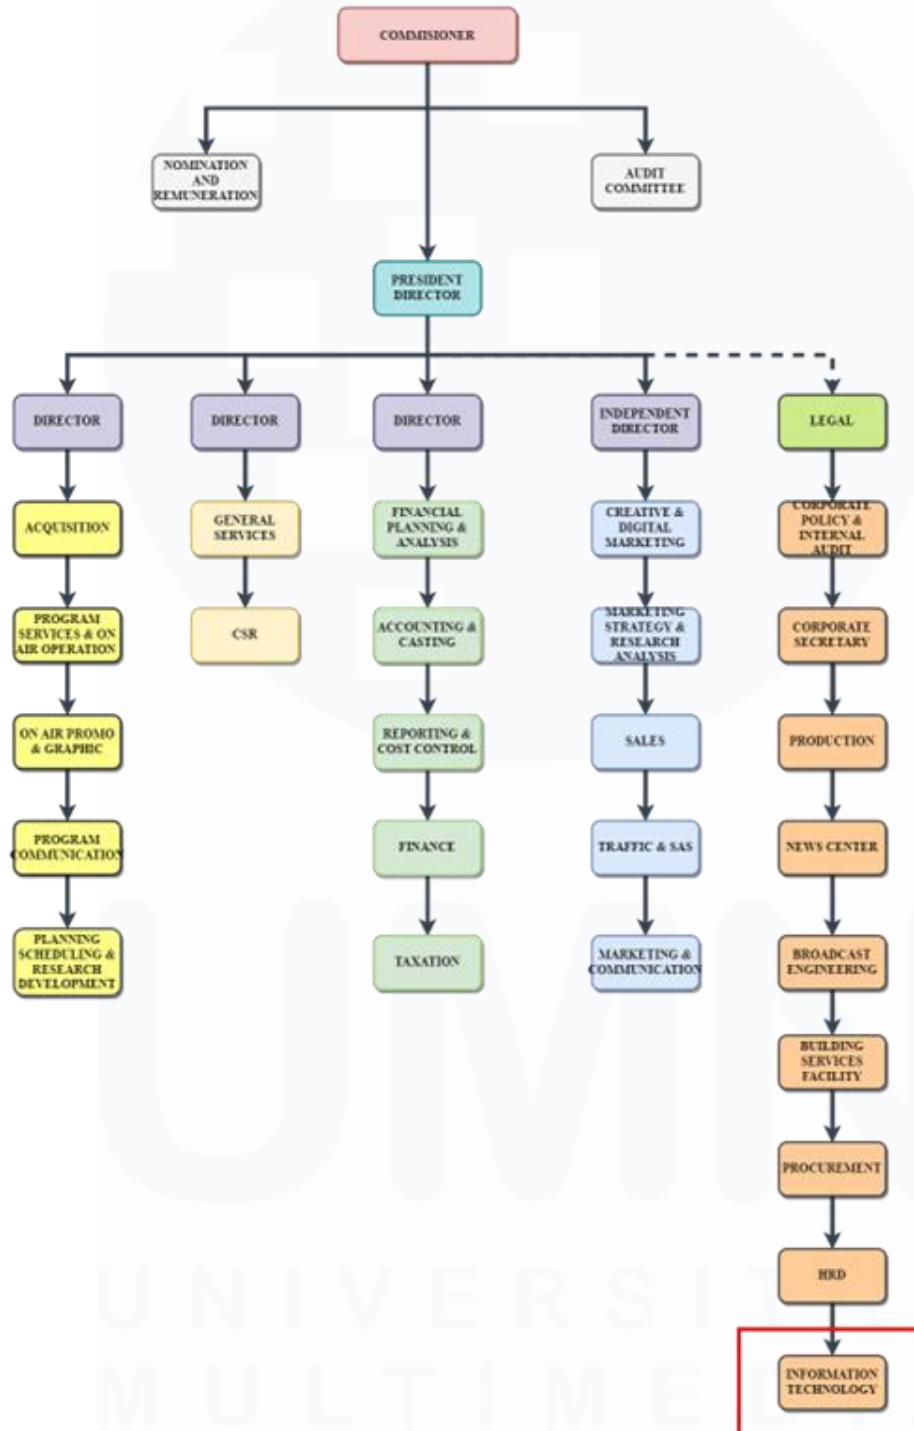 COMMISIONER
NOMINATION
AND
REMUNERATION
AUDIT
COMMITTEE
PRESIDENT
DIRECTOR
DIRECTOR
DIRECTOR
DIRECTOR
INDEPENDENT
DIRECTOR
LEGAL
ACQUISITION
GENERAL
SERVICES
FINANCIAL
PLANNING &
ANALYSIS
CREATIVE &
DIGITAL
MARKETING
CORPORATE
POLICY &
INTERNAL
AUDIT
PROGRAM
SERVICES & ON
AIR OPERATION
CSR
ACCOUNTING &
CASTING
MARKETING
STRATEGY &
RESEARCH
ANALYSIS
CORPORATE
SECRETARY
ON AIR PROMO
& GRAPHIC
REPORTING &
COST CONTROL
SALES
PRODUCTION
PROGRAM
COMMUNICATION
FINANCE
TRAFFIC & SAS
NEWS CENTER
PLANNING
SCHEDULING &
RESEARCH
DEVELOPMENT
TAXATION
MARKETING &
COMMUNICATION
BROADCAST
ENGINEERING
BUILDING
SERVICES
FACILITY
PROCUREMENT
HRD
INFORMATION
TECHNOLOGY
UMN
UNIVERSITA
MULTIMEDI